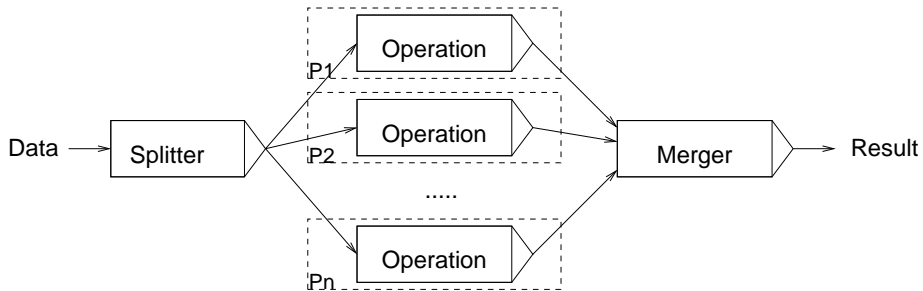 Operation
P1
Operation
P2
Data
Splitter
Merger
Result
.....
Operation
Pn